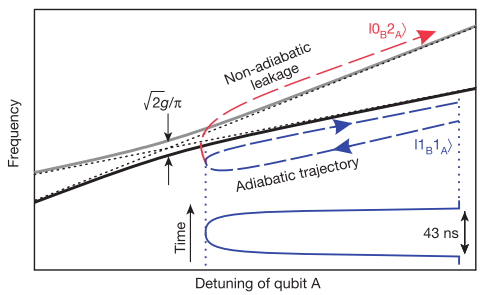 |0B2A⟩
Non-adiabatic
leakage
√2g/π
Frequency
|1B1A⟩
Adiabatic trajectory
Time
43 ns
Detuning of qubit A